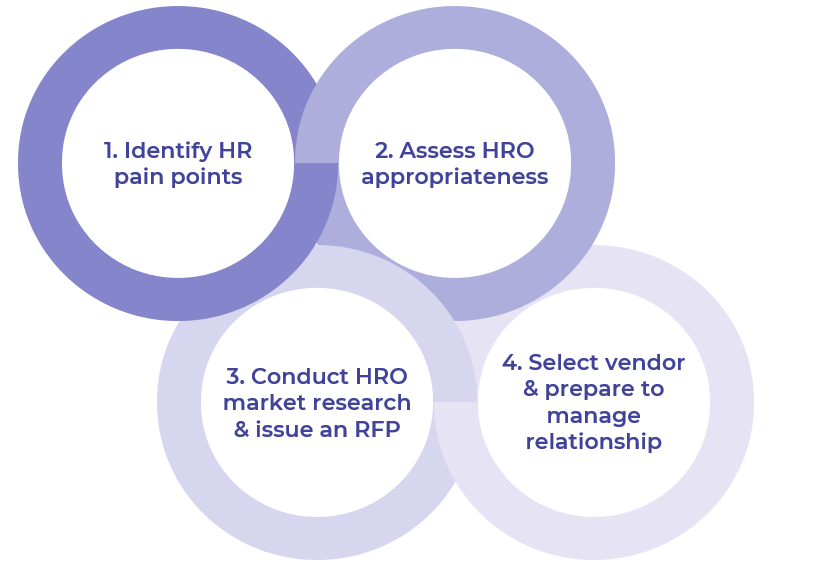 1. Identify HR
pain points
2. Assess HRO
appropriateness
3. Conduct HRO
market research
& issue an RFP
4. Select vendor
& prepare to
manage
relationship